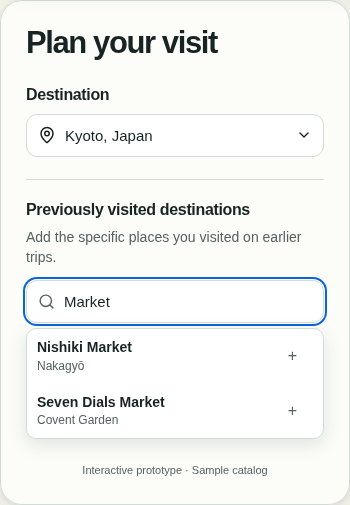 Plan your visit
Destination
Kyoto, Japan
Previously visited destinations
Add the specific places you visited on earlier
trips.
Market
Nishiki Market
+
Nakagyō
Seven Dials Market
+
Covent Garden
Interactive prototype · Sample catalog